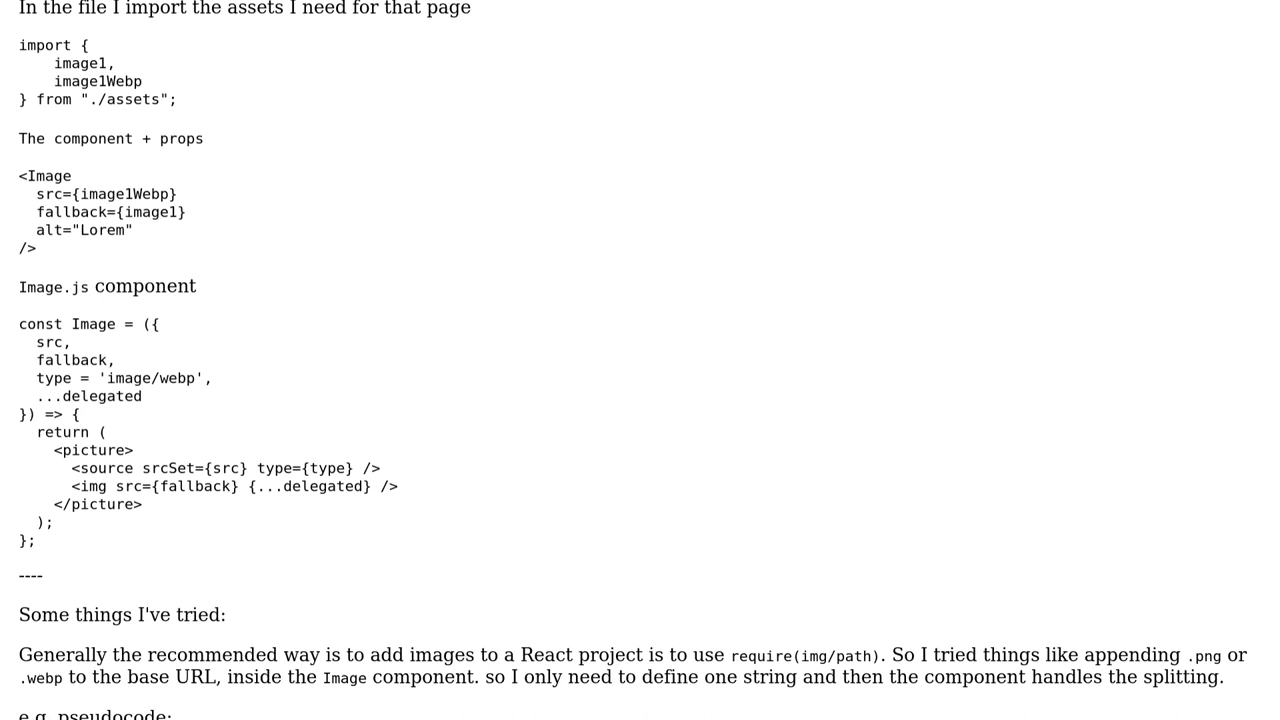 In the file I import the assets I need for that page
import {
    image1,
    image1Webp
} from "./assets";
The component + props
<Image
  src={image1Webp}
  fallback={image1}
  alt="Lorem"
/>
Image.js component
const Image = ({
  src,
  fallback,
  type = 'image/webp',
  ...delegated
}) => {
  return (
    <picture>
      <source srcSet={src} type={type} />
      <img src={fallback} {...delegated} />
    </picture>
  );
};
----
Some things I've tried:
Generally the recommended way is to add images to a React project is to use require(img/path). So I tried things like appending .png or
.webp to the base URL, inside the Image component. so I only need to define one string and then the component handles the splitting.
e.g. pseudocode: